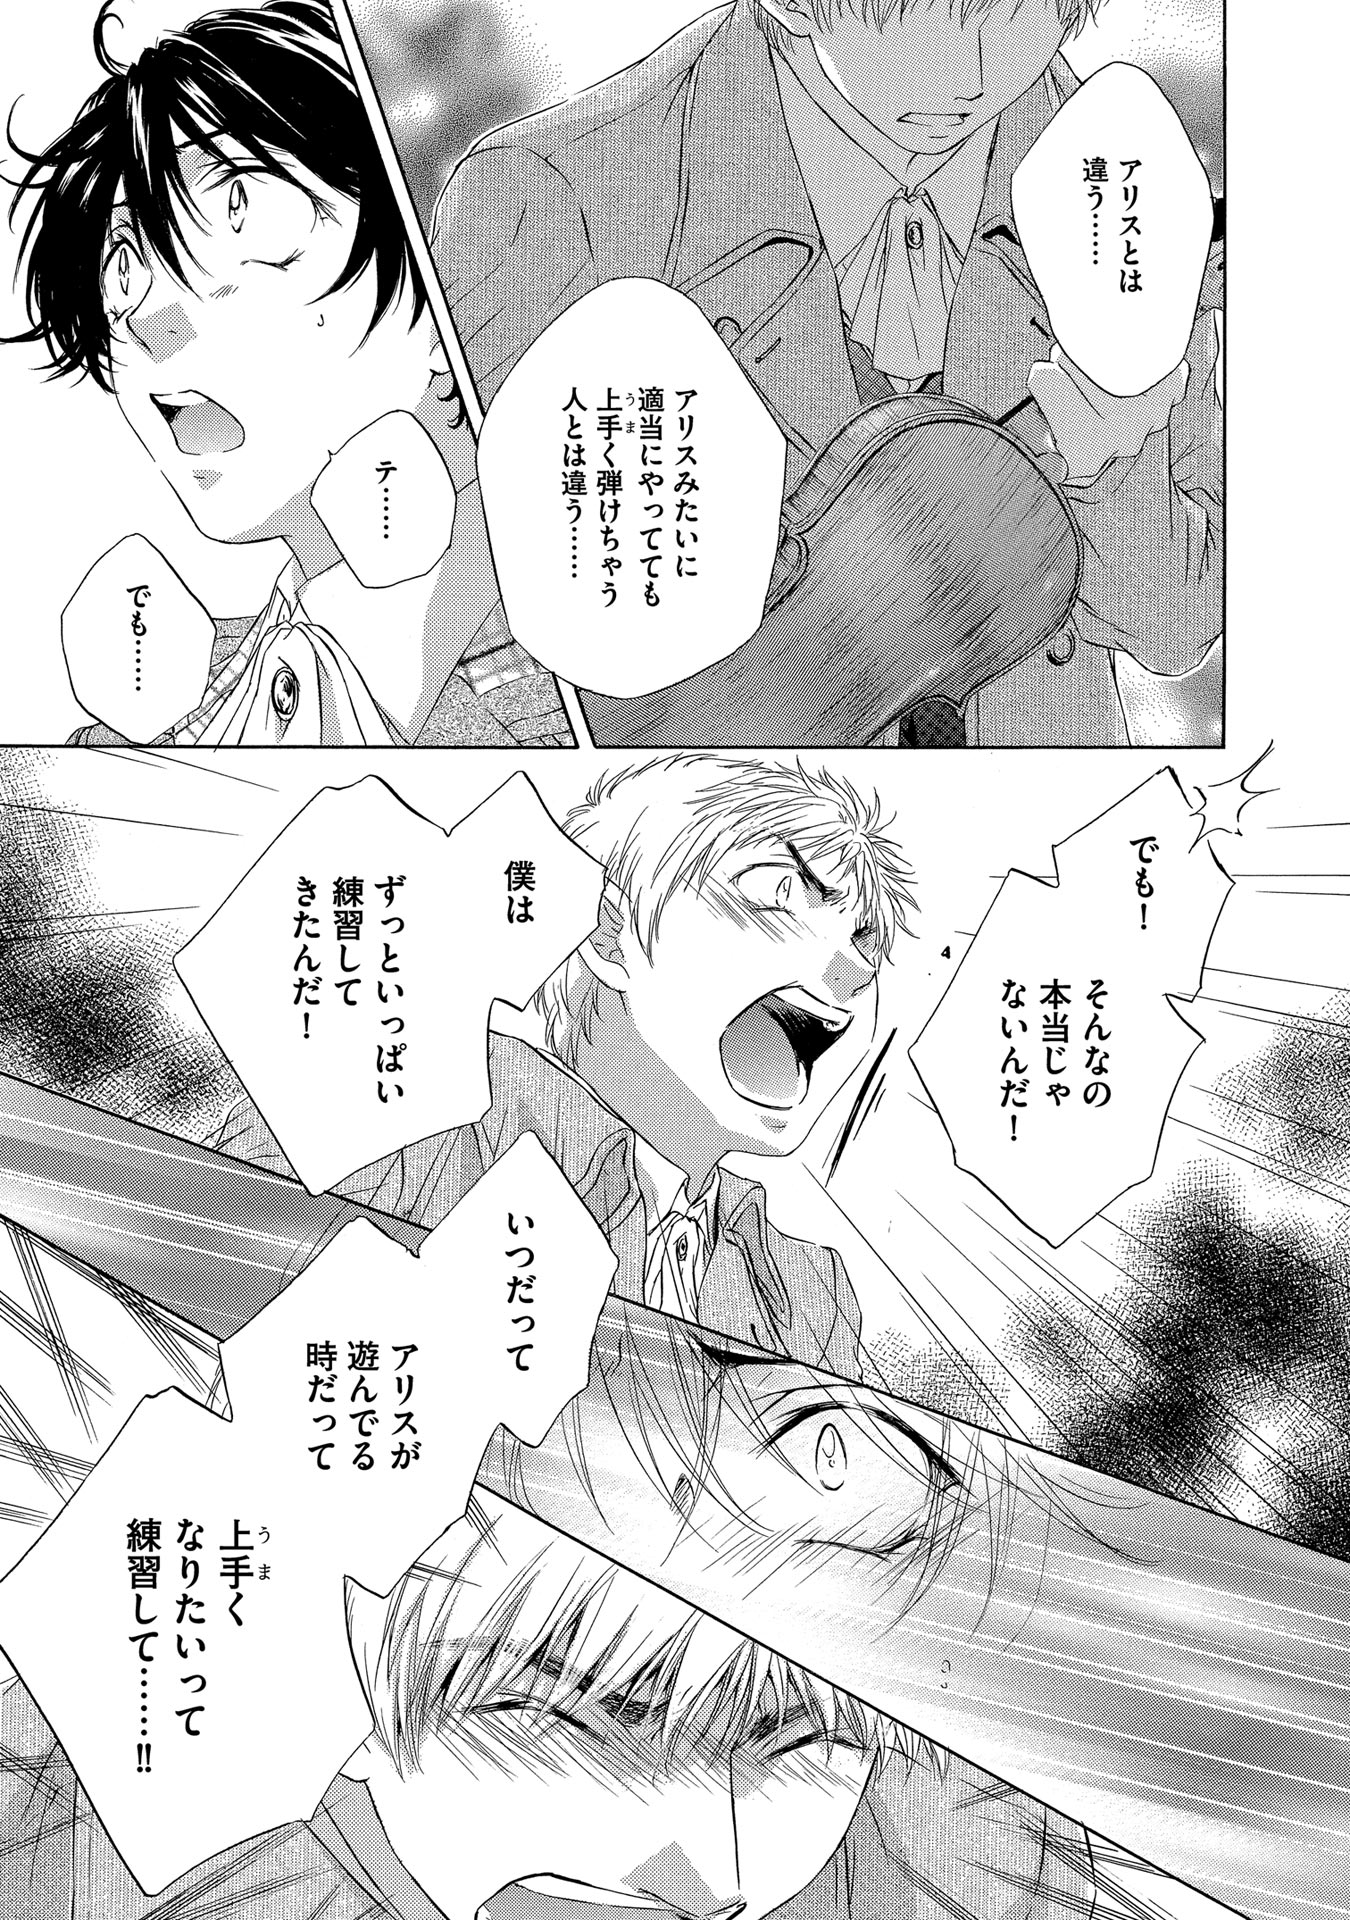 アリスとは
違う……
アリスみたいに
適当にやってても
上手く弾けちゃう
うま
人とは違う……
テ……
でも……
でも！
そんなの
本当じゃ
ないんだ！
僕は
ずっといっぱい
練習して
きたんだ！
いつだって
アリスが
遊んでる
時だって
上手く
うま
なりたいって
練習して……!!